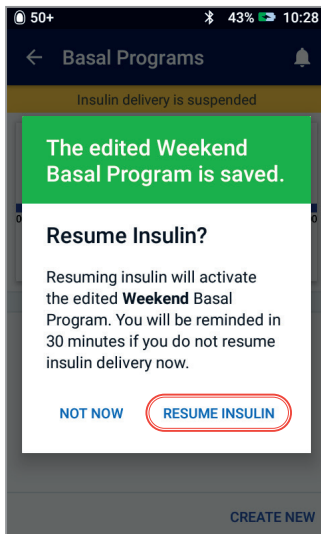 50+ 43% 10:28
Basal Programs
Insulin delivery is suspended
The edited Weekend
Basal Program is saved.
Resume Insulin?
Resuming insulin will activate
the edited Weekend Basal
Program. You will be reminded in
30 minutes if you do not resume
insulin delivery now.
NOT NOW RESUME INSULIN
CREATE NEW